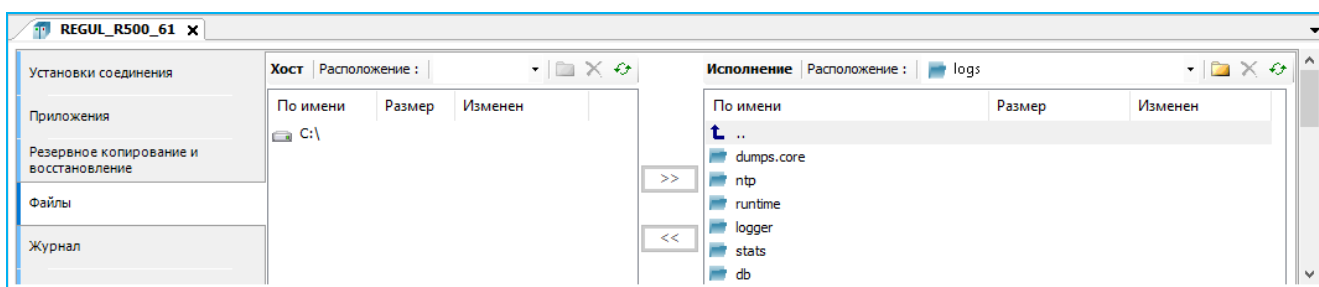 REGUL_R500_61
Установки соединения
Приложения
Резервное копирование и
восстановление
Файлы
Журнал
Хост Расположение :
По имени Размер Изменен
C:\
>>
<<
Исполнение Расположение : logs
По имени Размер Изменен
..
dumps.core
ntp
runtime
logger
stats
db